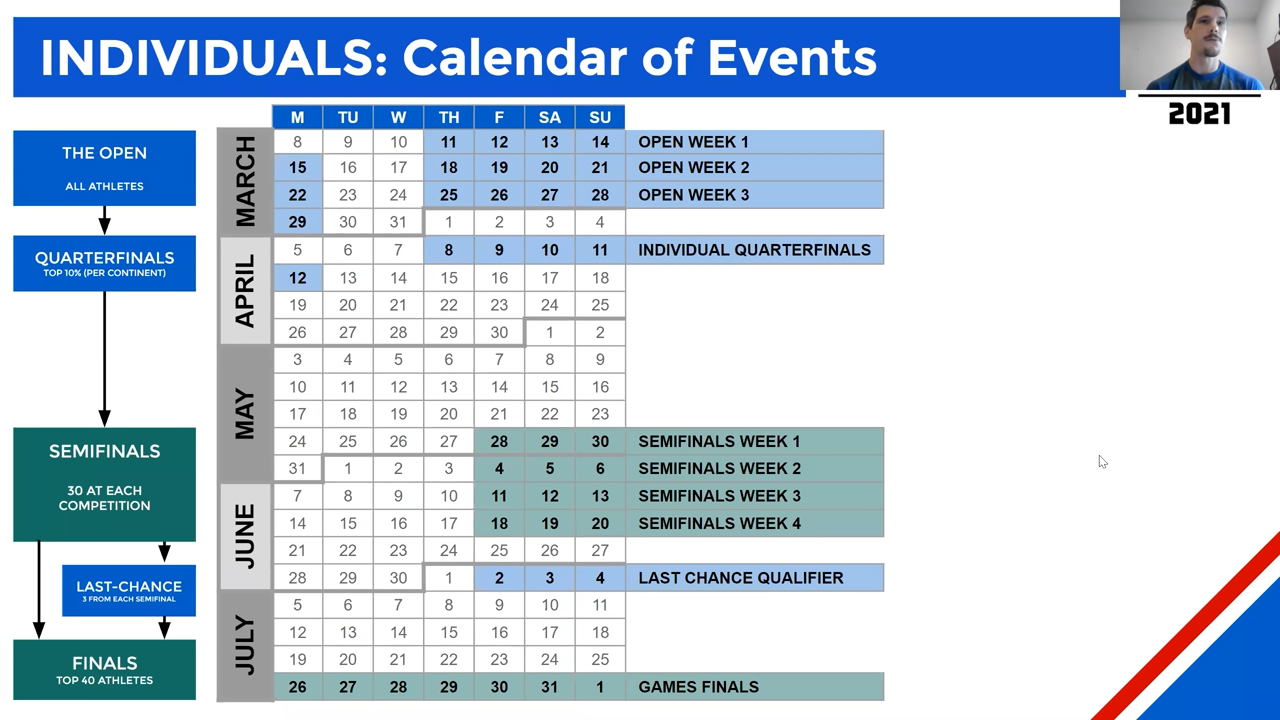 INDIVIDUALS: Calendar of Events
2021
THE OPEN
ALL ATHLETES
QUARTERFINALS
TOP 10% (PER CONTINENT)
SEMIFINALS
30 AT EACH
COMPETITION
LAST-CHANCE
3 FROM EACH SEMIFINAL
FINALS
TOP 40 ATHLETES
MARCH
APRIL
MAY
JUNE
JULY
M TU W TH F SA SU
8 9 10 11 12 13 14 OPEN WEEK 1
15 16 17 18 19 20 21 OPEN WEEK 2
22 23 24 25 26 27 28 OPEN WEEK 3
29 30 31 1 2 3 4
5 6 7 8 9 10 11 INDIVIDUAL QUARTERFINALS
12 13 14 15 16 17 18
19 20 21 22 23 24 25
26 27 28 29 30 1 2
3 4 5 6 7 8 9
10 11 12 13 14 15 16
17 18 19 20 21 22 23
24 25 26 27 28 29 30 SEMIFINALS WEEK 1
31 1 2 3 4 5 6 SEMIFINALS WEEK 2
7 8 9 10 11 12 13 SEMIFINALS WEEK 3
14 15 16 17 18 19 20 SEMIFINALS WEEK 4
21 22 23 24 25 26 27
28 29 30 1 2 3 4 LAST CHANCE QUALIFIER
5 6 7 8 9 10 11
12 13 14 15 16 17 18
19 20 21 22 23 24 25
26 27 28 29 30 31 1 GAMES FINALS